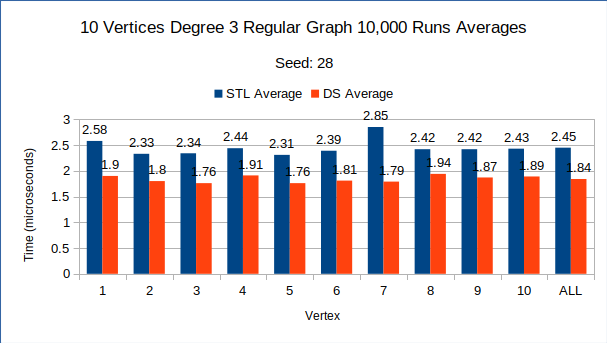 10 Vertices Degree 3 Regular Graph 10,000 Runs Averages
Seed: 28
STL Average DS Average
Time (microseconds)
3
2.5
2
1.5
1
0.5
0
2.58 1.9 2.33 1.8 2.34 1.76 2.44 1.91 2.31 1.76 2.39 1.81 2.85 1.79 2.42 1.94 2.42 1.87 2.43 1.89 2.45 1.84
1 2 3 4 5 6 7 8 9 10 ALL
Vertex